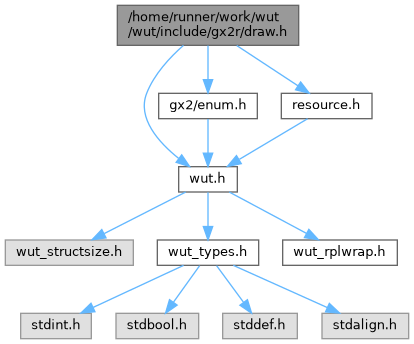 /home/runner/work/wut
/wut/include/gx2r/draw.h
gx2/enum.h
resource.h
wut.h
wut_structsize.h
wut_types.h
wut_rplwrap.h
stdint.h
stdbool.h
stddef.h
stdalign.h